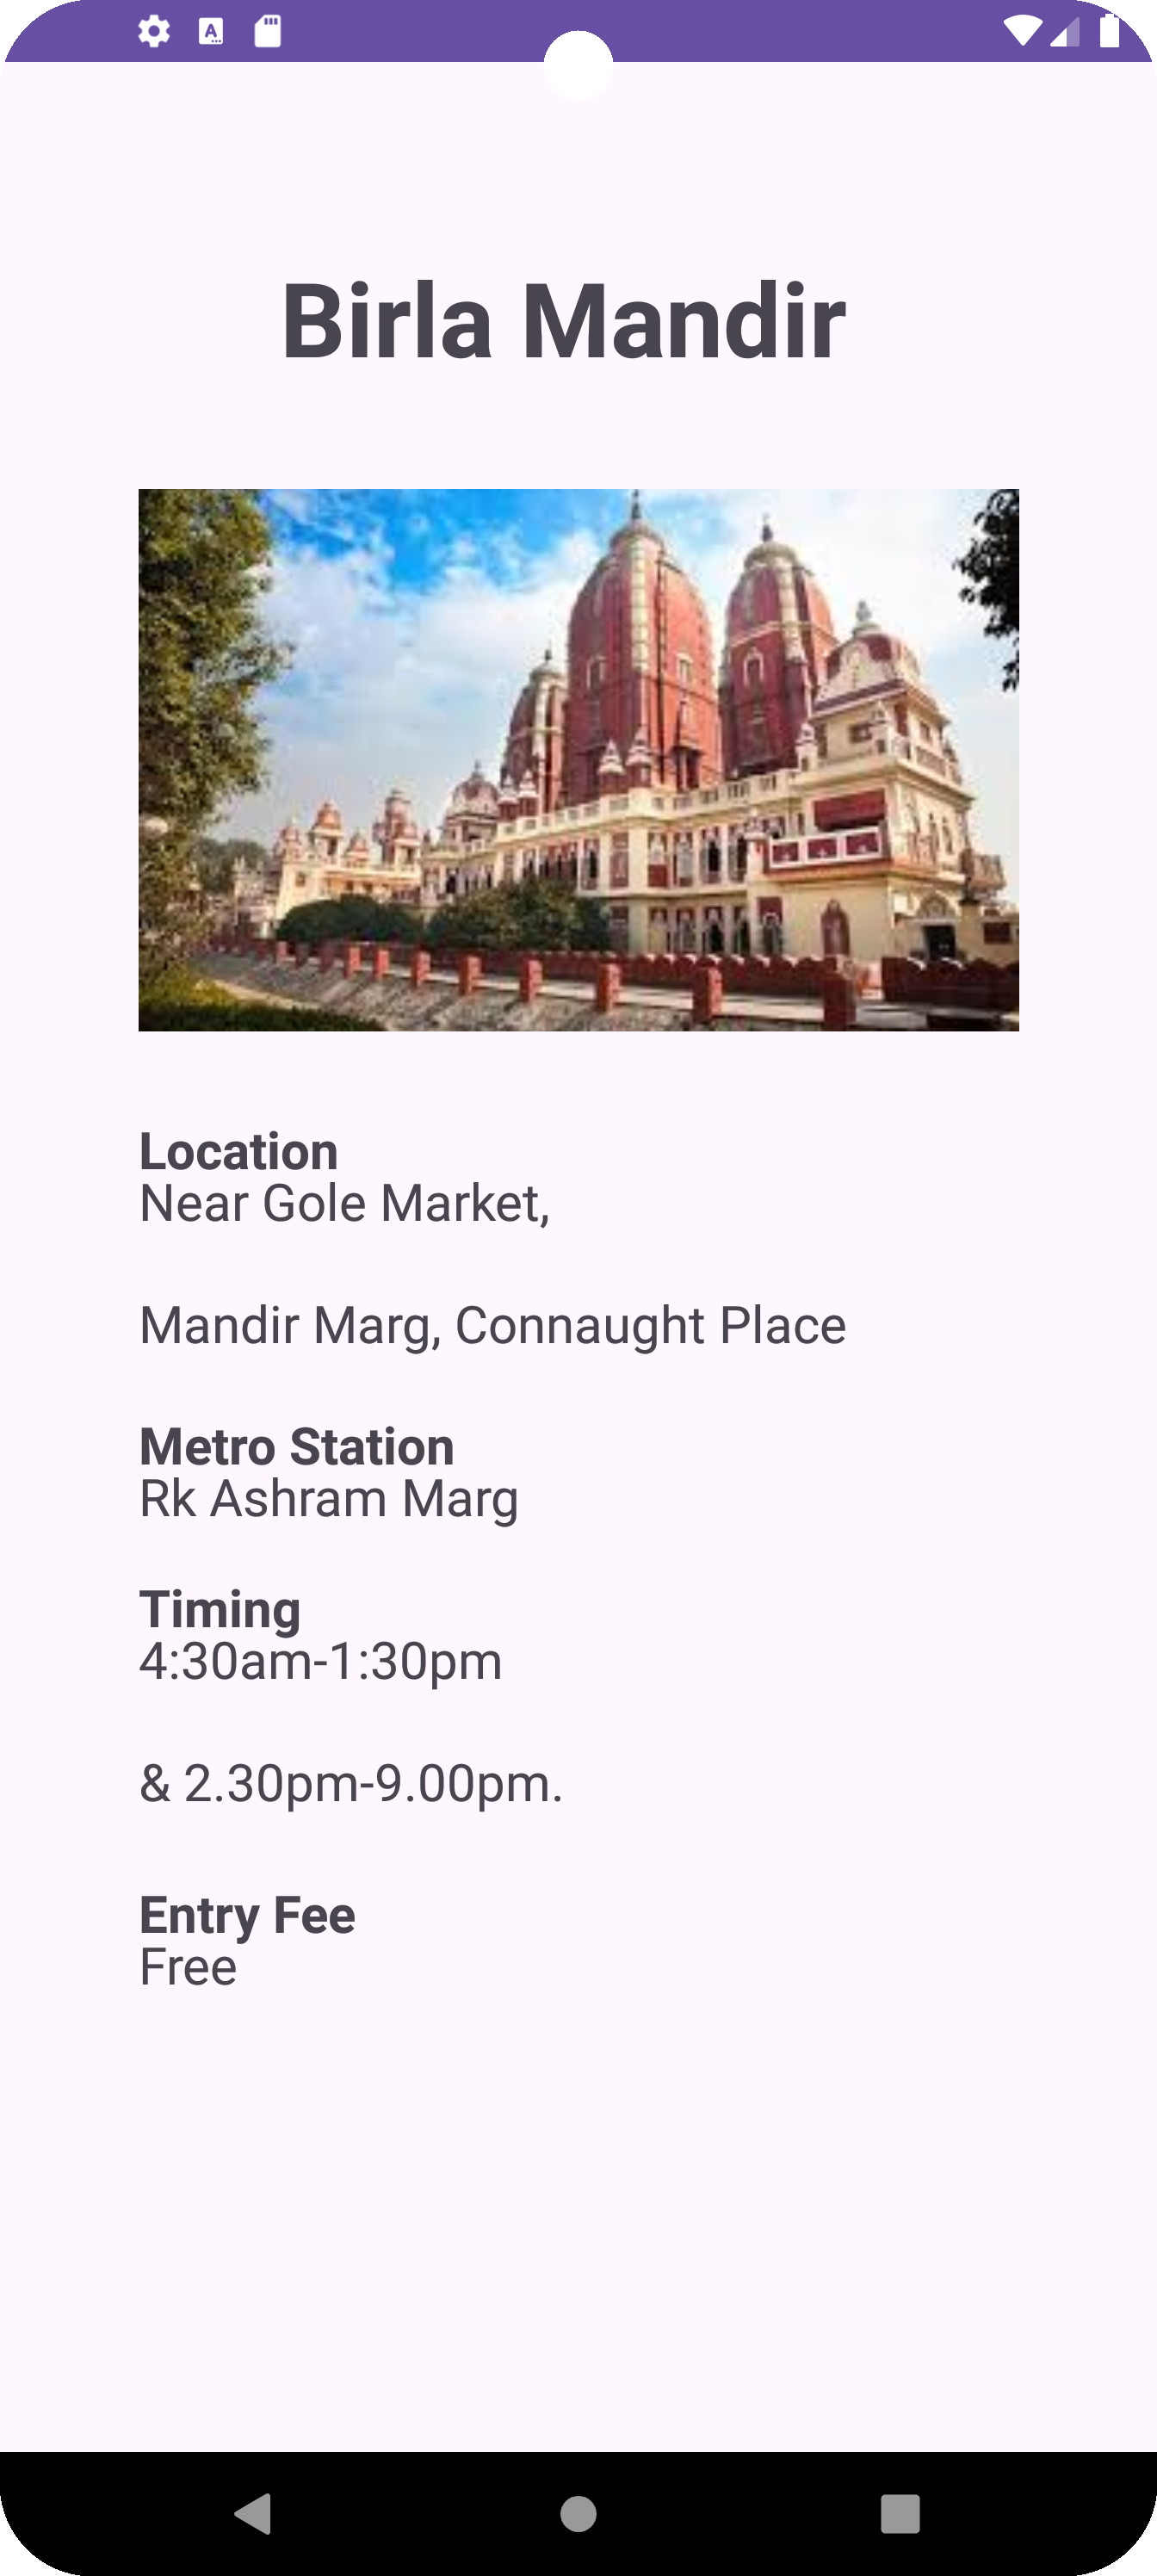 Birla Mandir
Location
Near Gole Market,
Mandir Marg, Connaught Place
Metro Station
Rk Ashram Marg
Timing
4:30am-1:30pm
& 2.30pm-9.00pm.
Entry Fee
Free